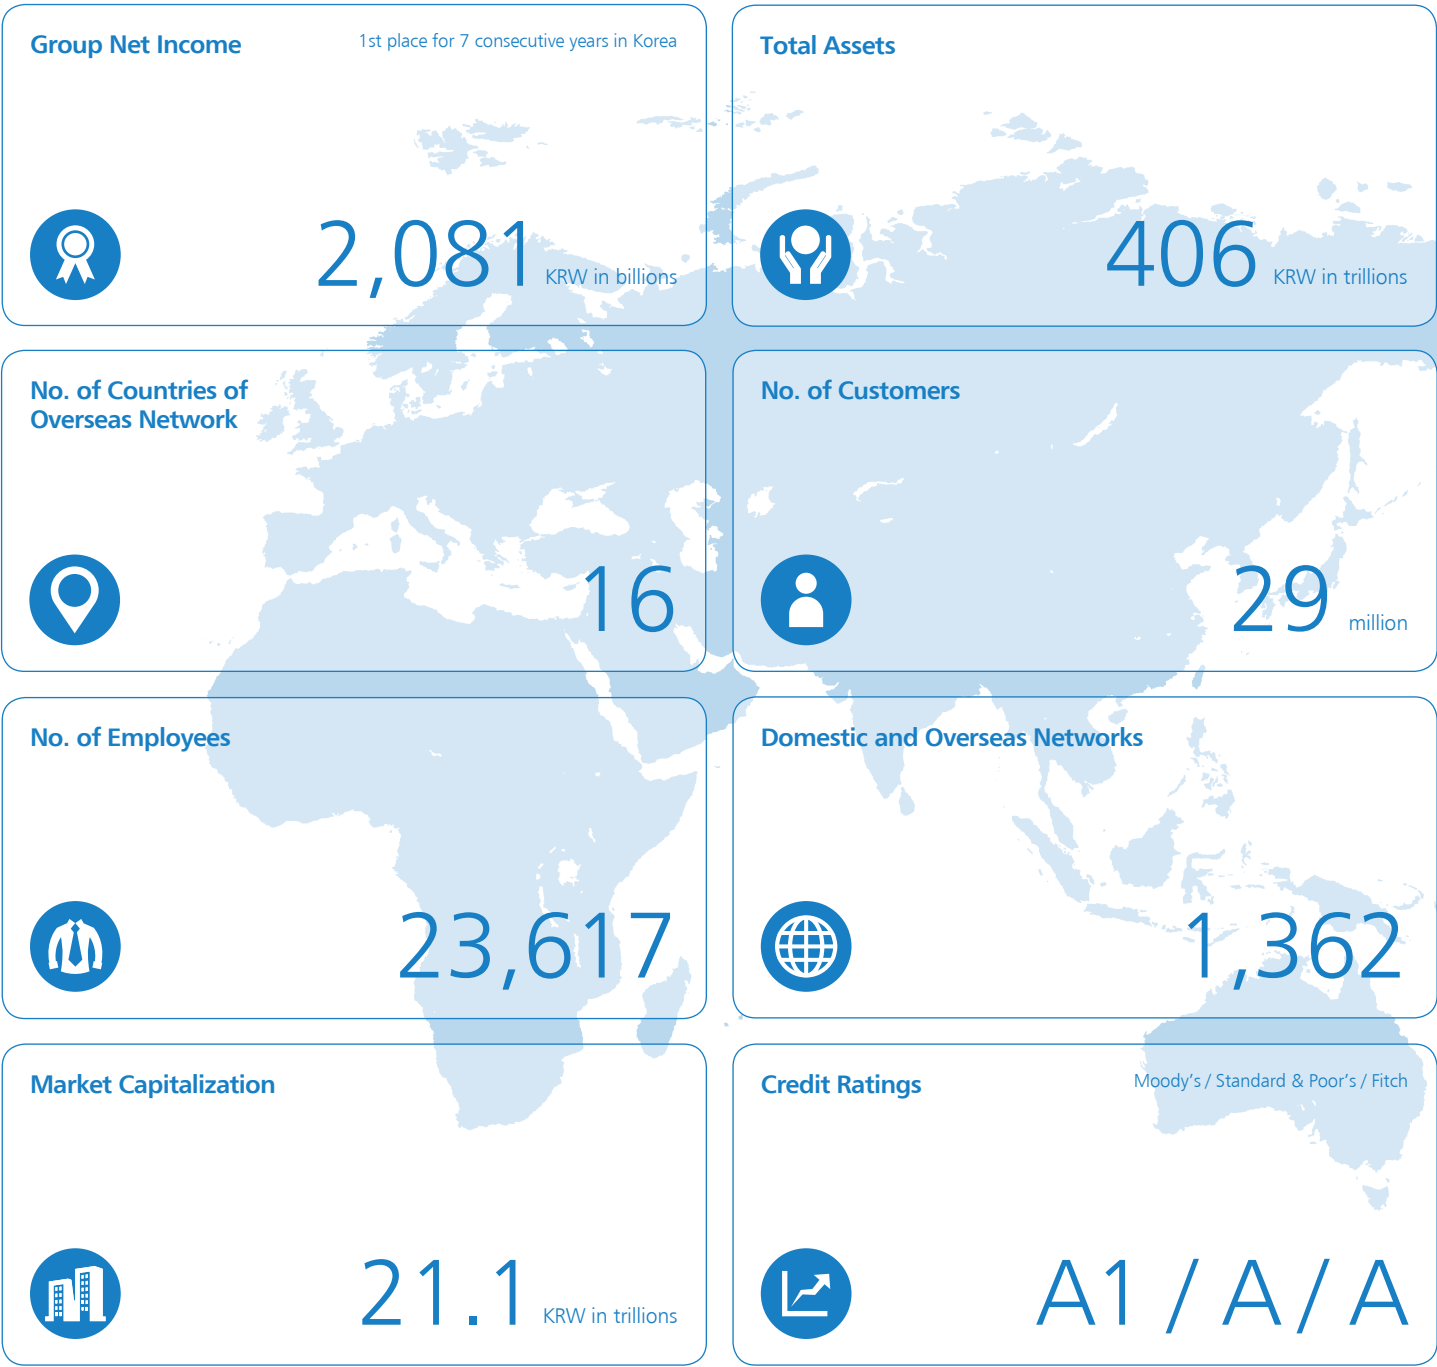 Group Net Income
1st place for 7 consecutive years in Korea
2,081 KRW in billions
Total Assets
406 KRW in trillions
No. of Countries of
Overseas Network
16
No. of Customers
29 million
No. of Employees
23,617
Domestic and Overseas Networks
1,362
Market Capitalization
21.1 KRW in trillions
Credit Ratings
Moody's / Standard & Poor's / Fitch
A1 / A / A